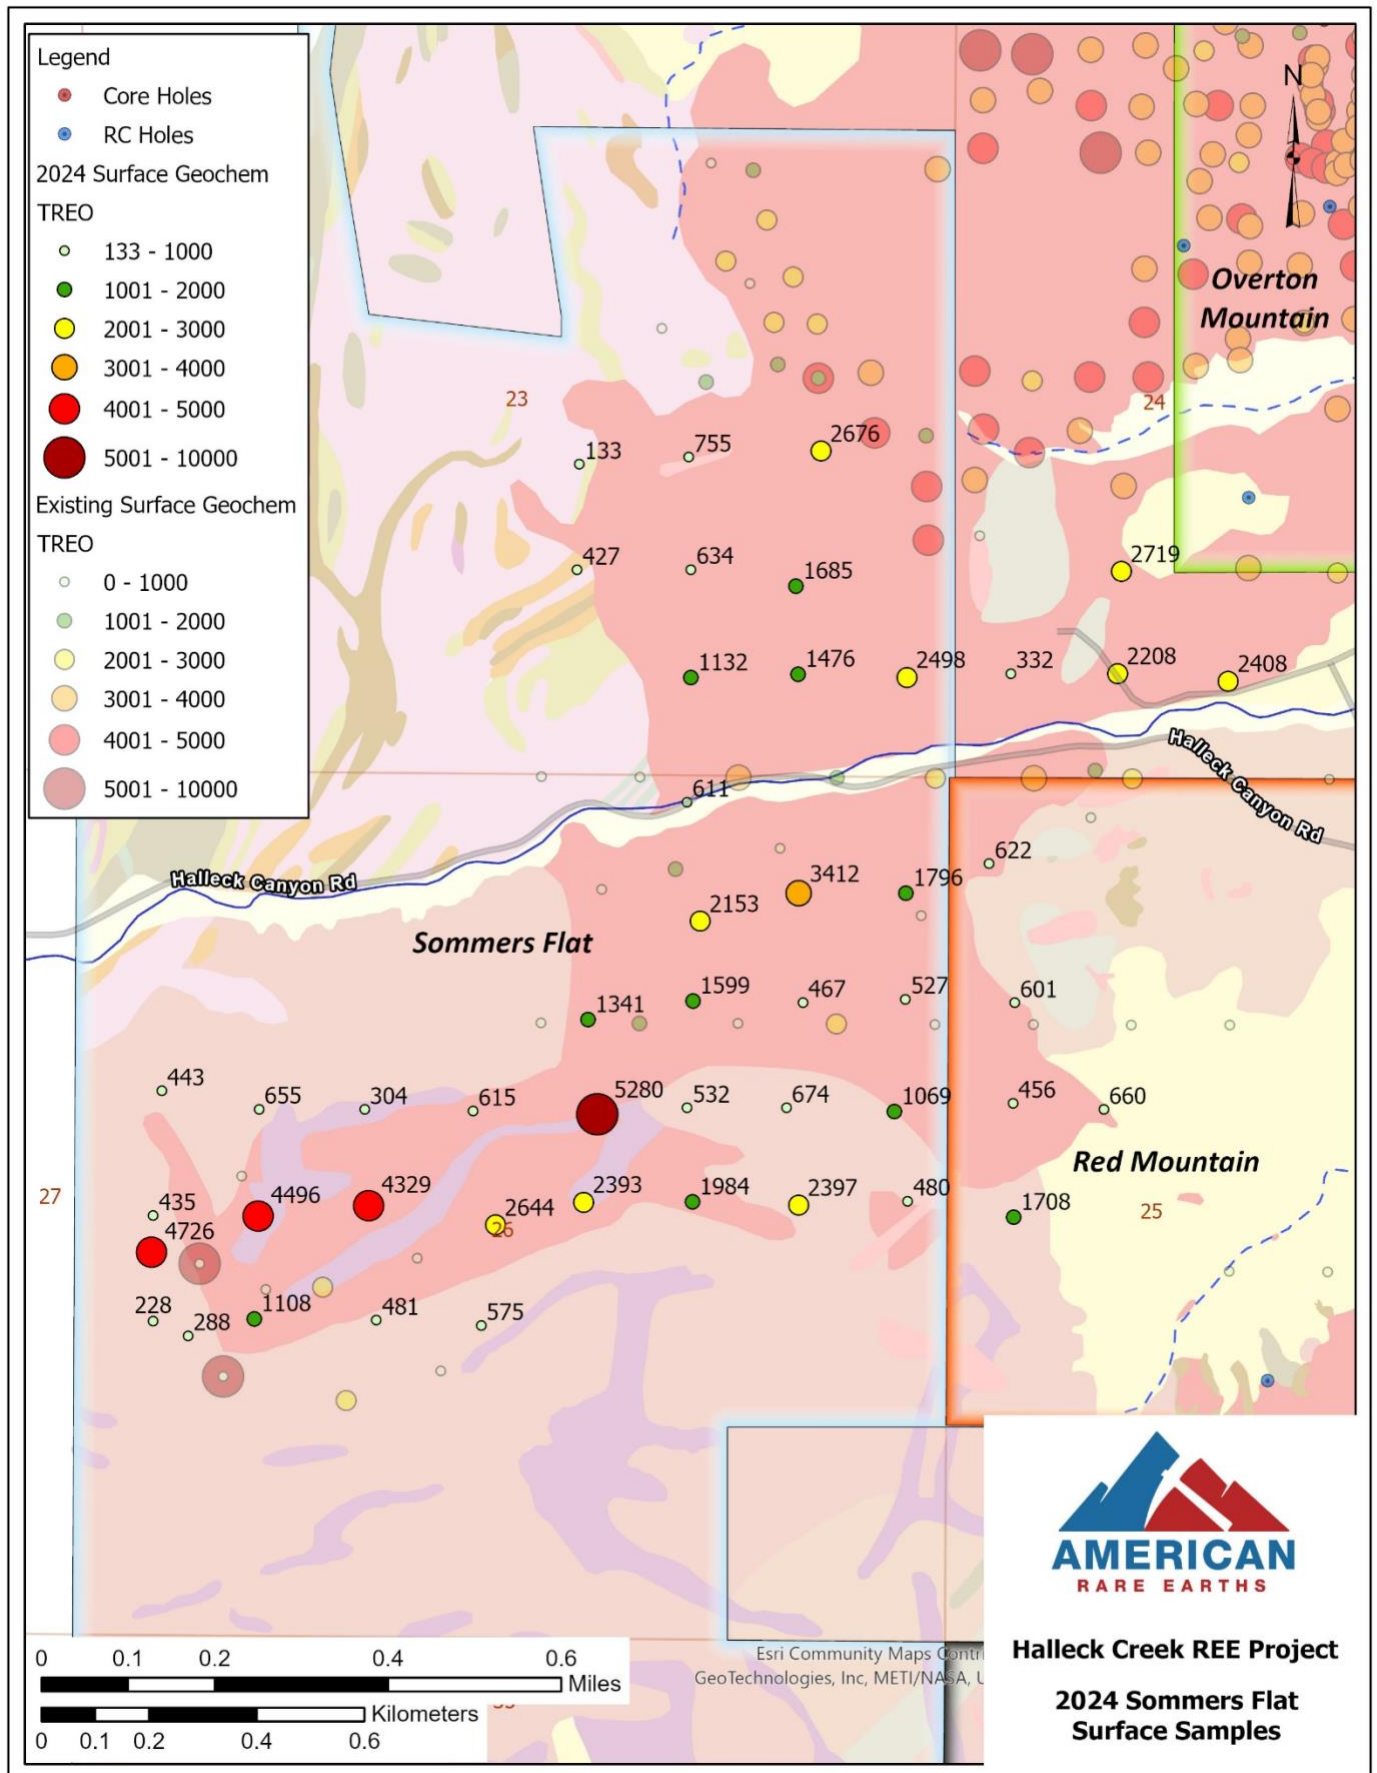 Legend
Core Holes
RC Holes
2024 Surface Geochem
TREO
133 - 1000
1001 - 2000
2001 - 3000
3001 - 4000
4001 - 5000
5001 - 10000
Existing Surface Geochem
TREO
0 - 1000
1001 - 2000
2001 - 3000
3001 - 4000
4001 - 5000
5001 - 10000
N
Overton
Mountain
23
24
133
755
2676
427
634
1685
2719
1132
1476
2498
332
2208
2408
Halleck Canyon Rd
611
622
Halleck Canyon Rd
3412
1796
2153
Sommers Flat
1599
467
527
601
1341
443
655
304
615
5280
532
674
1069
456
660
Red Mountain
27
435
4496
4329
2644
2393
1984
2397
480
1708
25
26
4726
228
288
1108
481
575
AMERICAN
RARE EARTHS
Halleck Creek REE Project
2024 Sommers Flat
Surface Samples
0 0.1 0.2 0.4 0.6
Miles
Kilometers
0 0.1 0.2 0.4 0.6
Esri Community Maps Contri
GeoTechnologies, Inc, METI/NASA, U